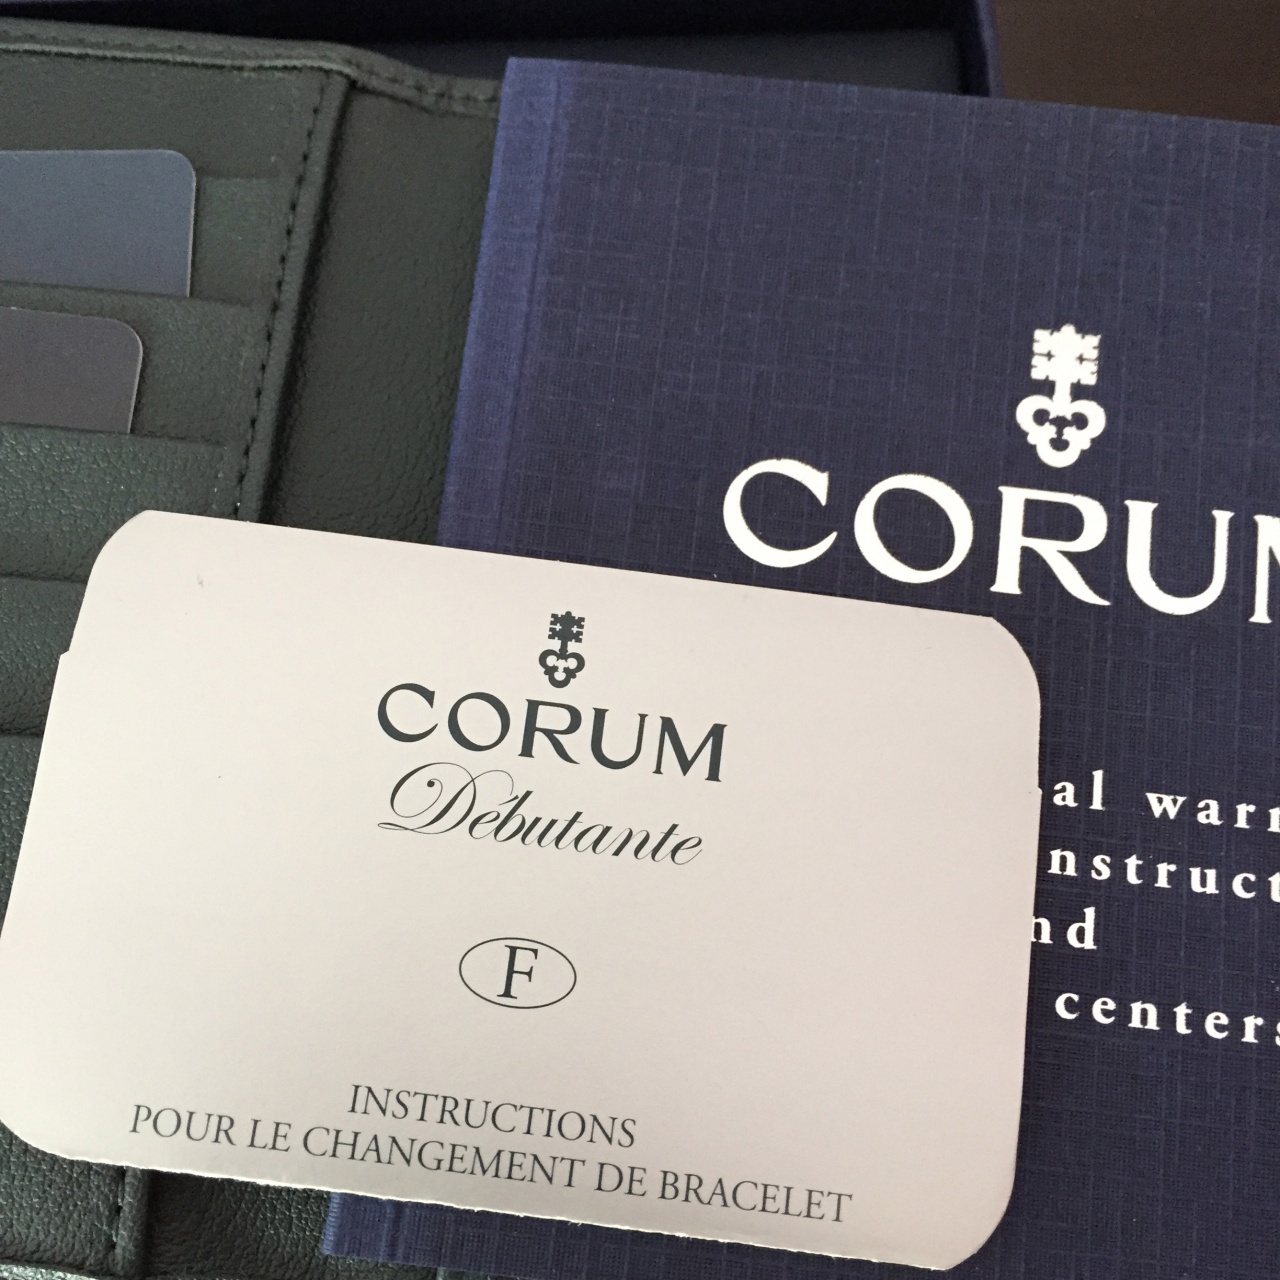 CORUM
Débutante
F
INSTRUCTIONS
POUR LE CHANGEMENT DE BRACELET
CORUM
al warr
nstruct
nd
centers